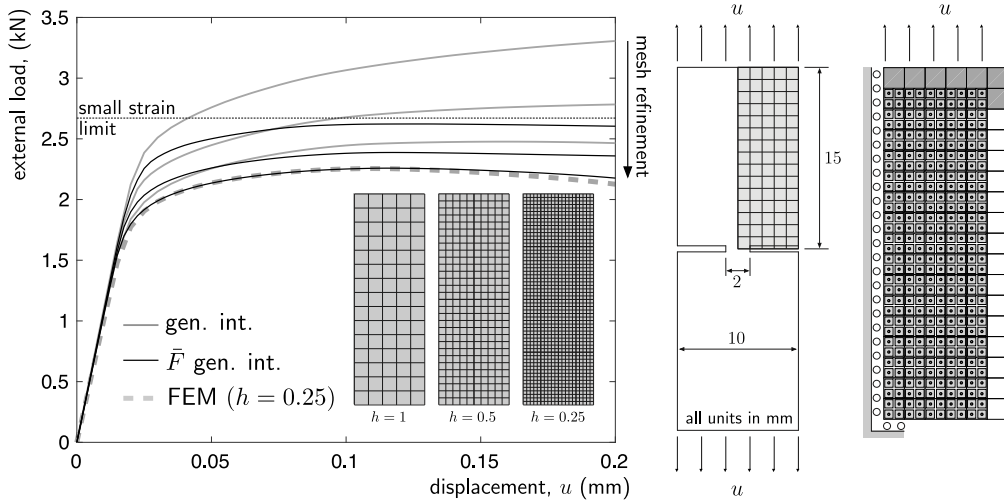 external load, (kN)
3.5
3
2.5
2
1.5
1
0.5
0
0
0.05
0.1
0.15
0.2
displacement, u (mm)
small strain
limit
mesh refinement
gen. int.
F̄ gen. int.
FEM (h = 0.25)
h = 1
h = 0.5
h = 0.25
u
15
2
10
all units in mm
u
u